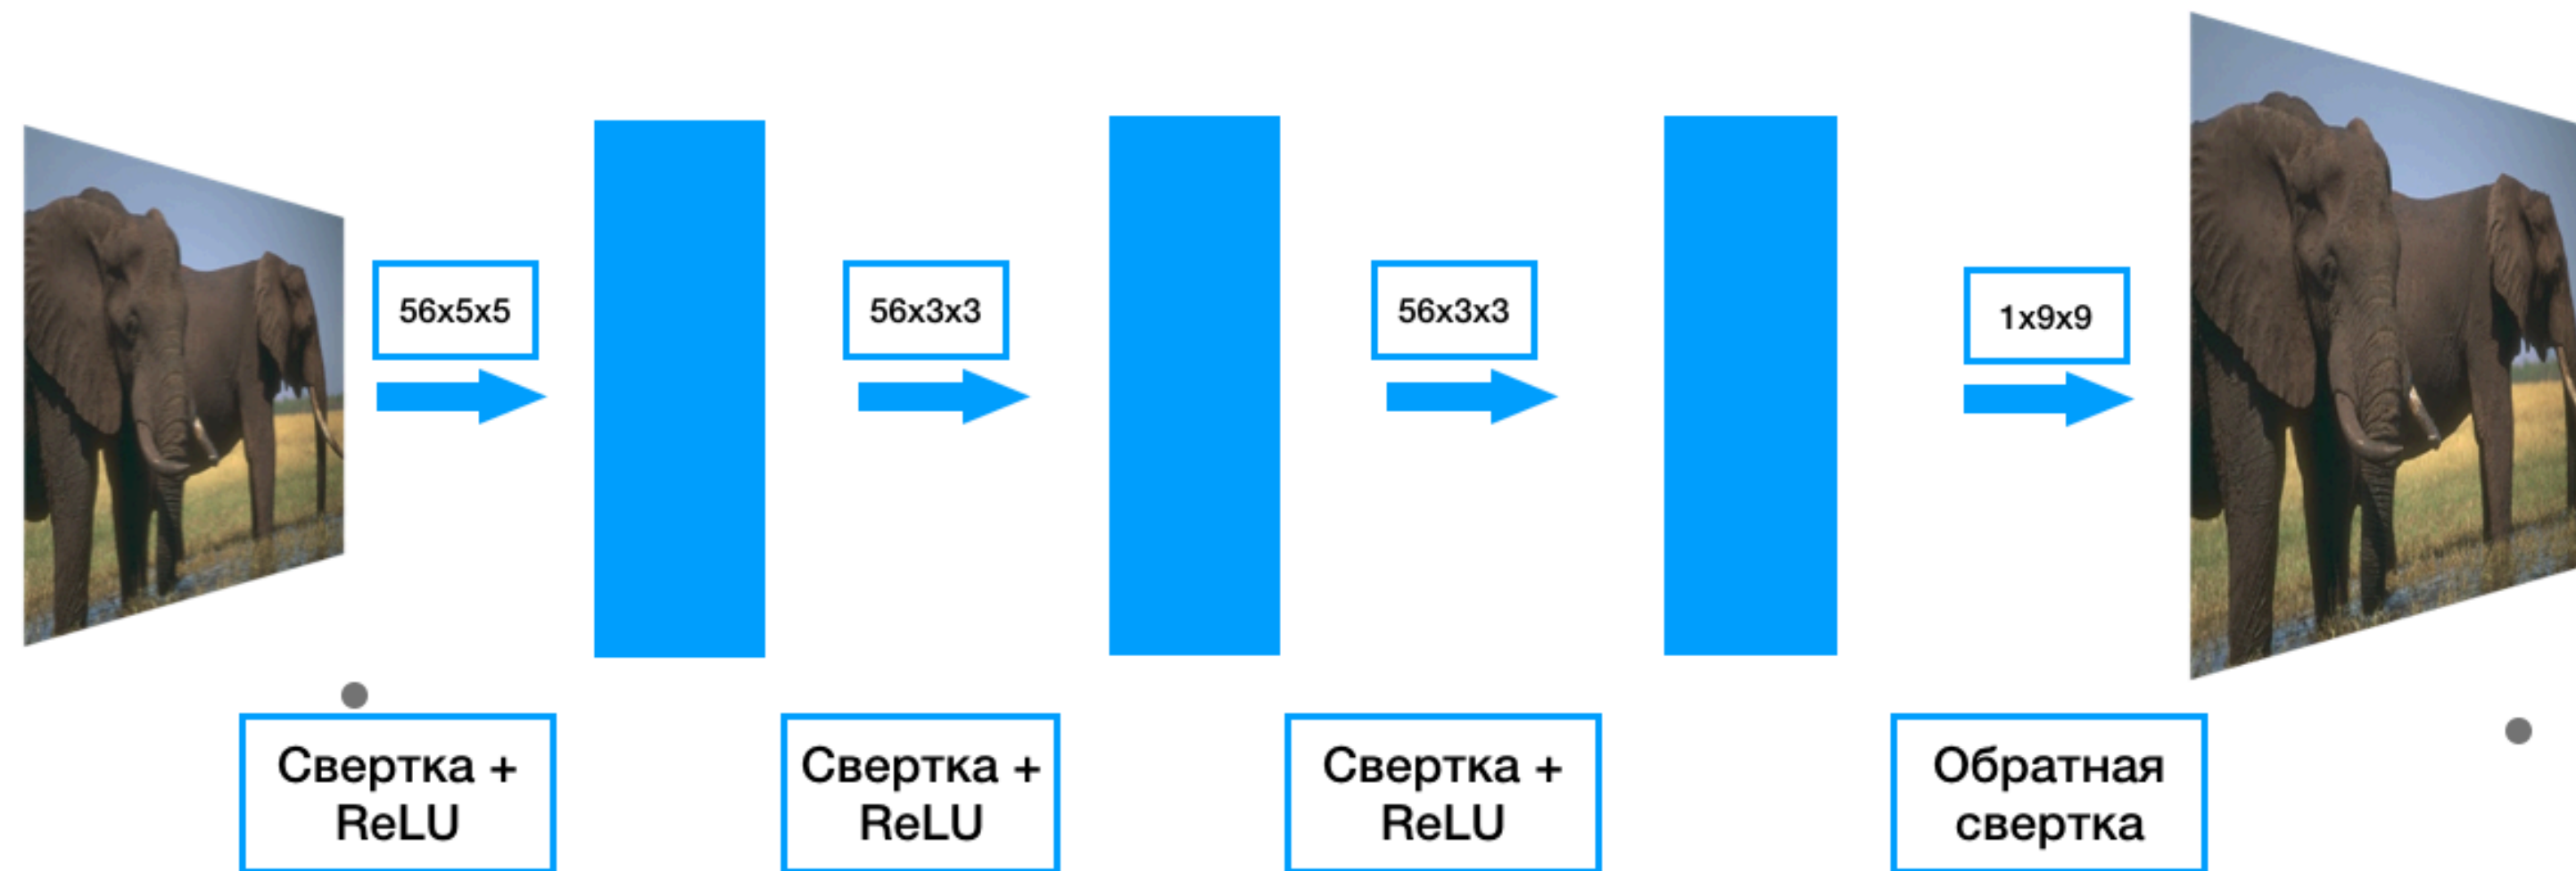 56x5x5
56x3x3
56x3x3
1x9x9
Свертка +
ReLU
Свертка +
ReLU
Свертка +
ReLU
Обратная
свертка